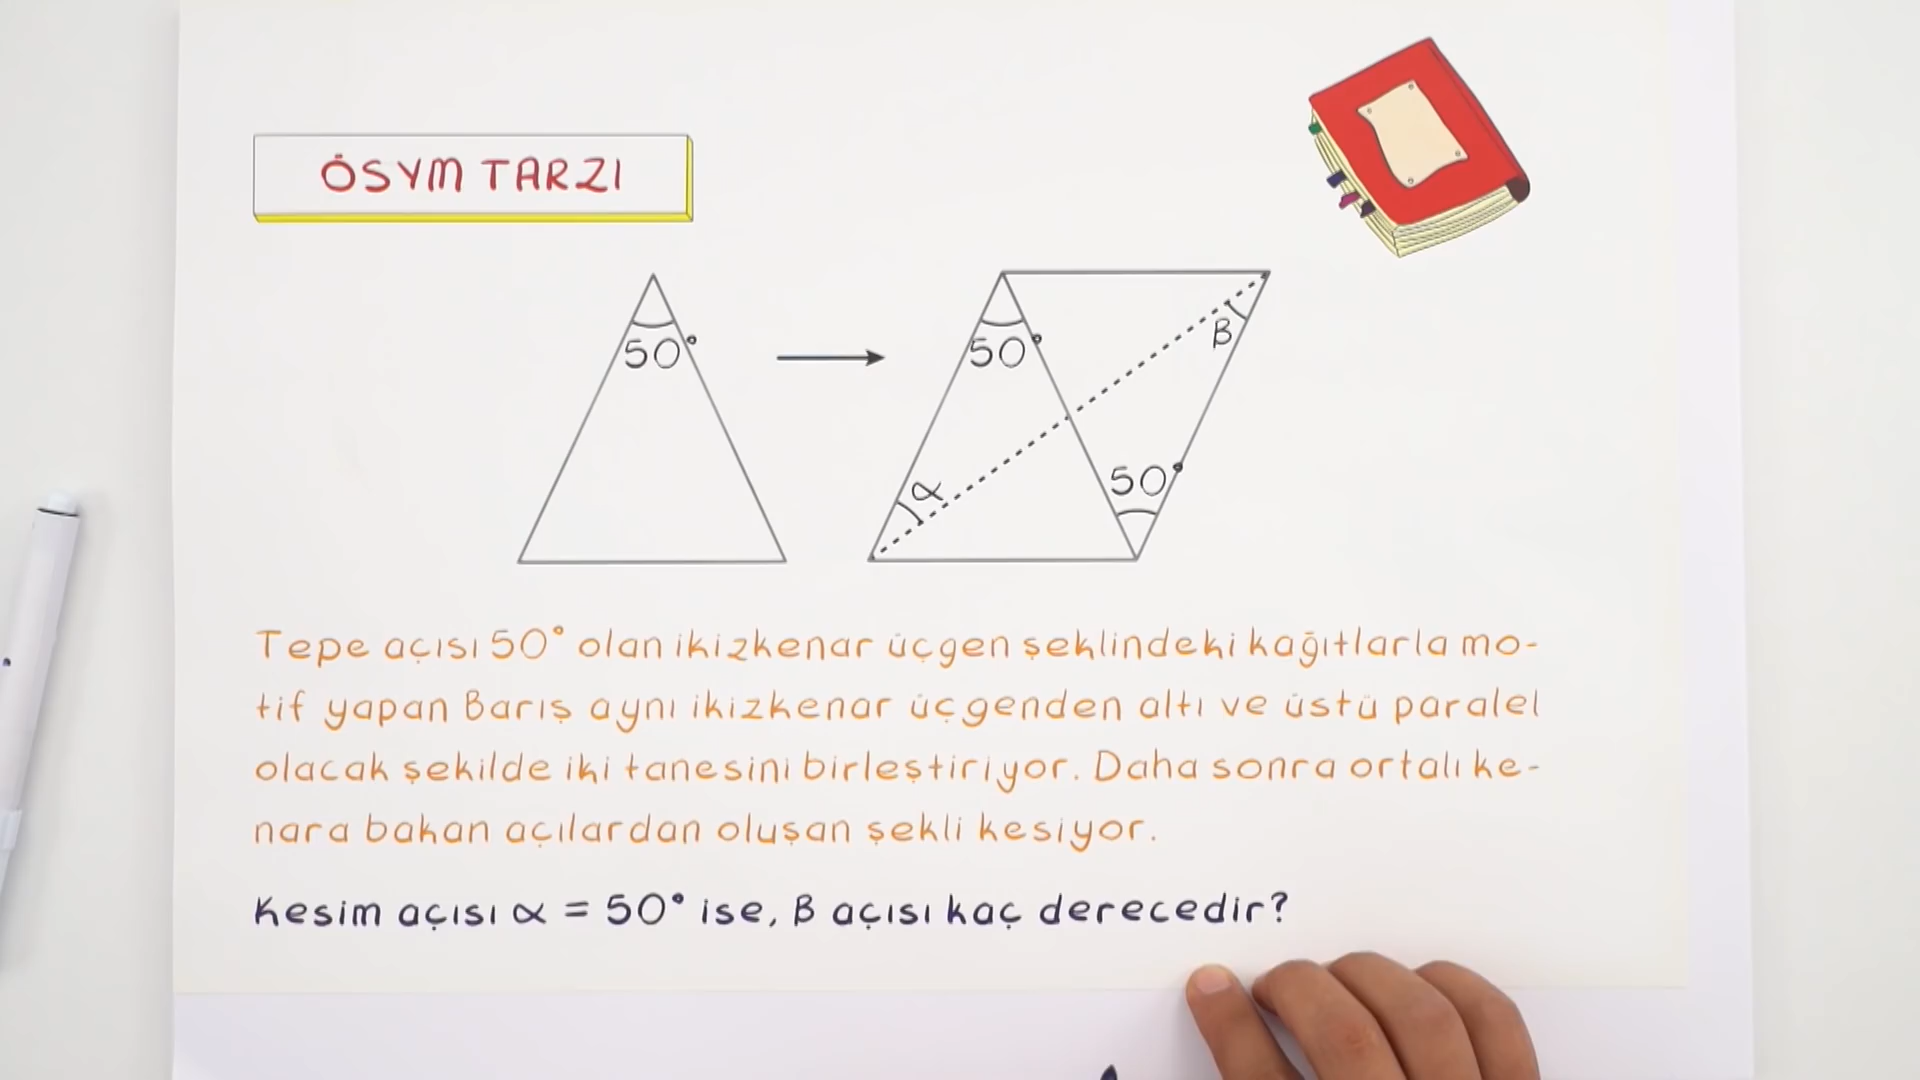 ÖSYM TARZI
50°
50°
β
α
50°
Tepe açısı 50° olan ikizkenar üçgen şeklindeki kağıtlarla mo-
tif yapan Barış aynı ikizkenar üçgenden altı ve üstü paralel
olacak şekilde iki tanesini birleştiriyor. Daha sonra ortalı ke-
nara bakan açılardan oluşan şekli kesiyor.
Kesim açısı α = 50° ise, β açısı kaç derecedir?